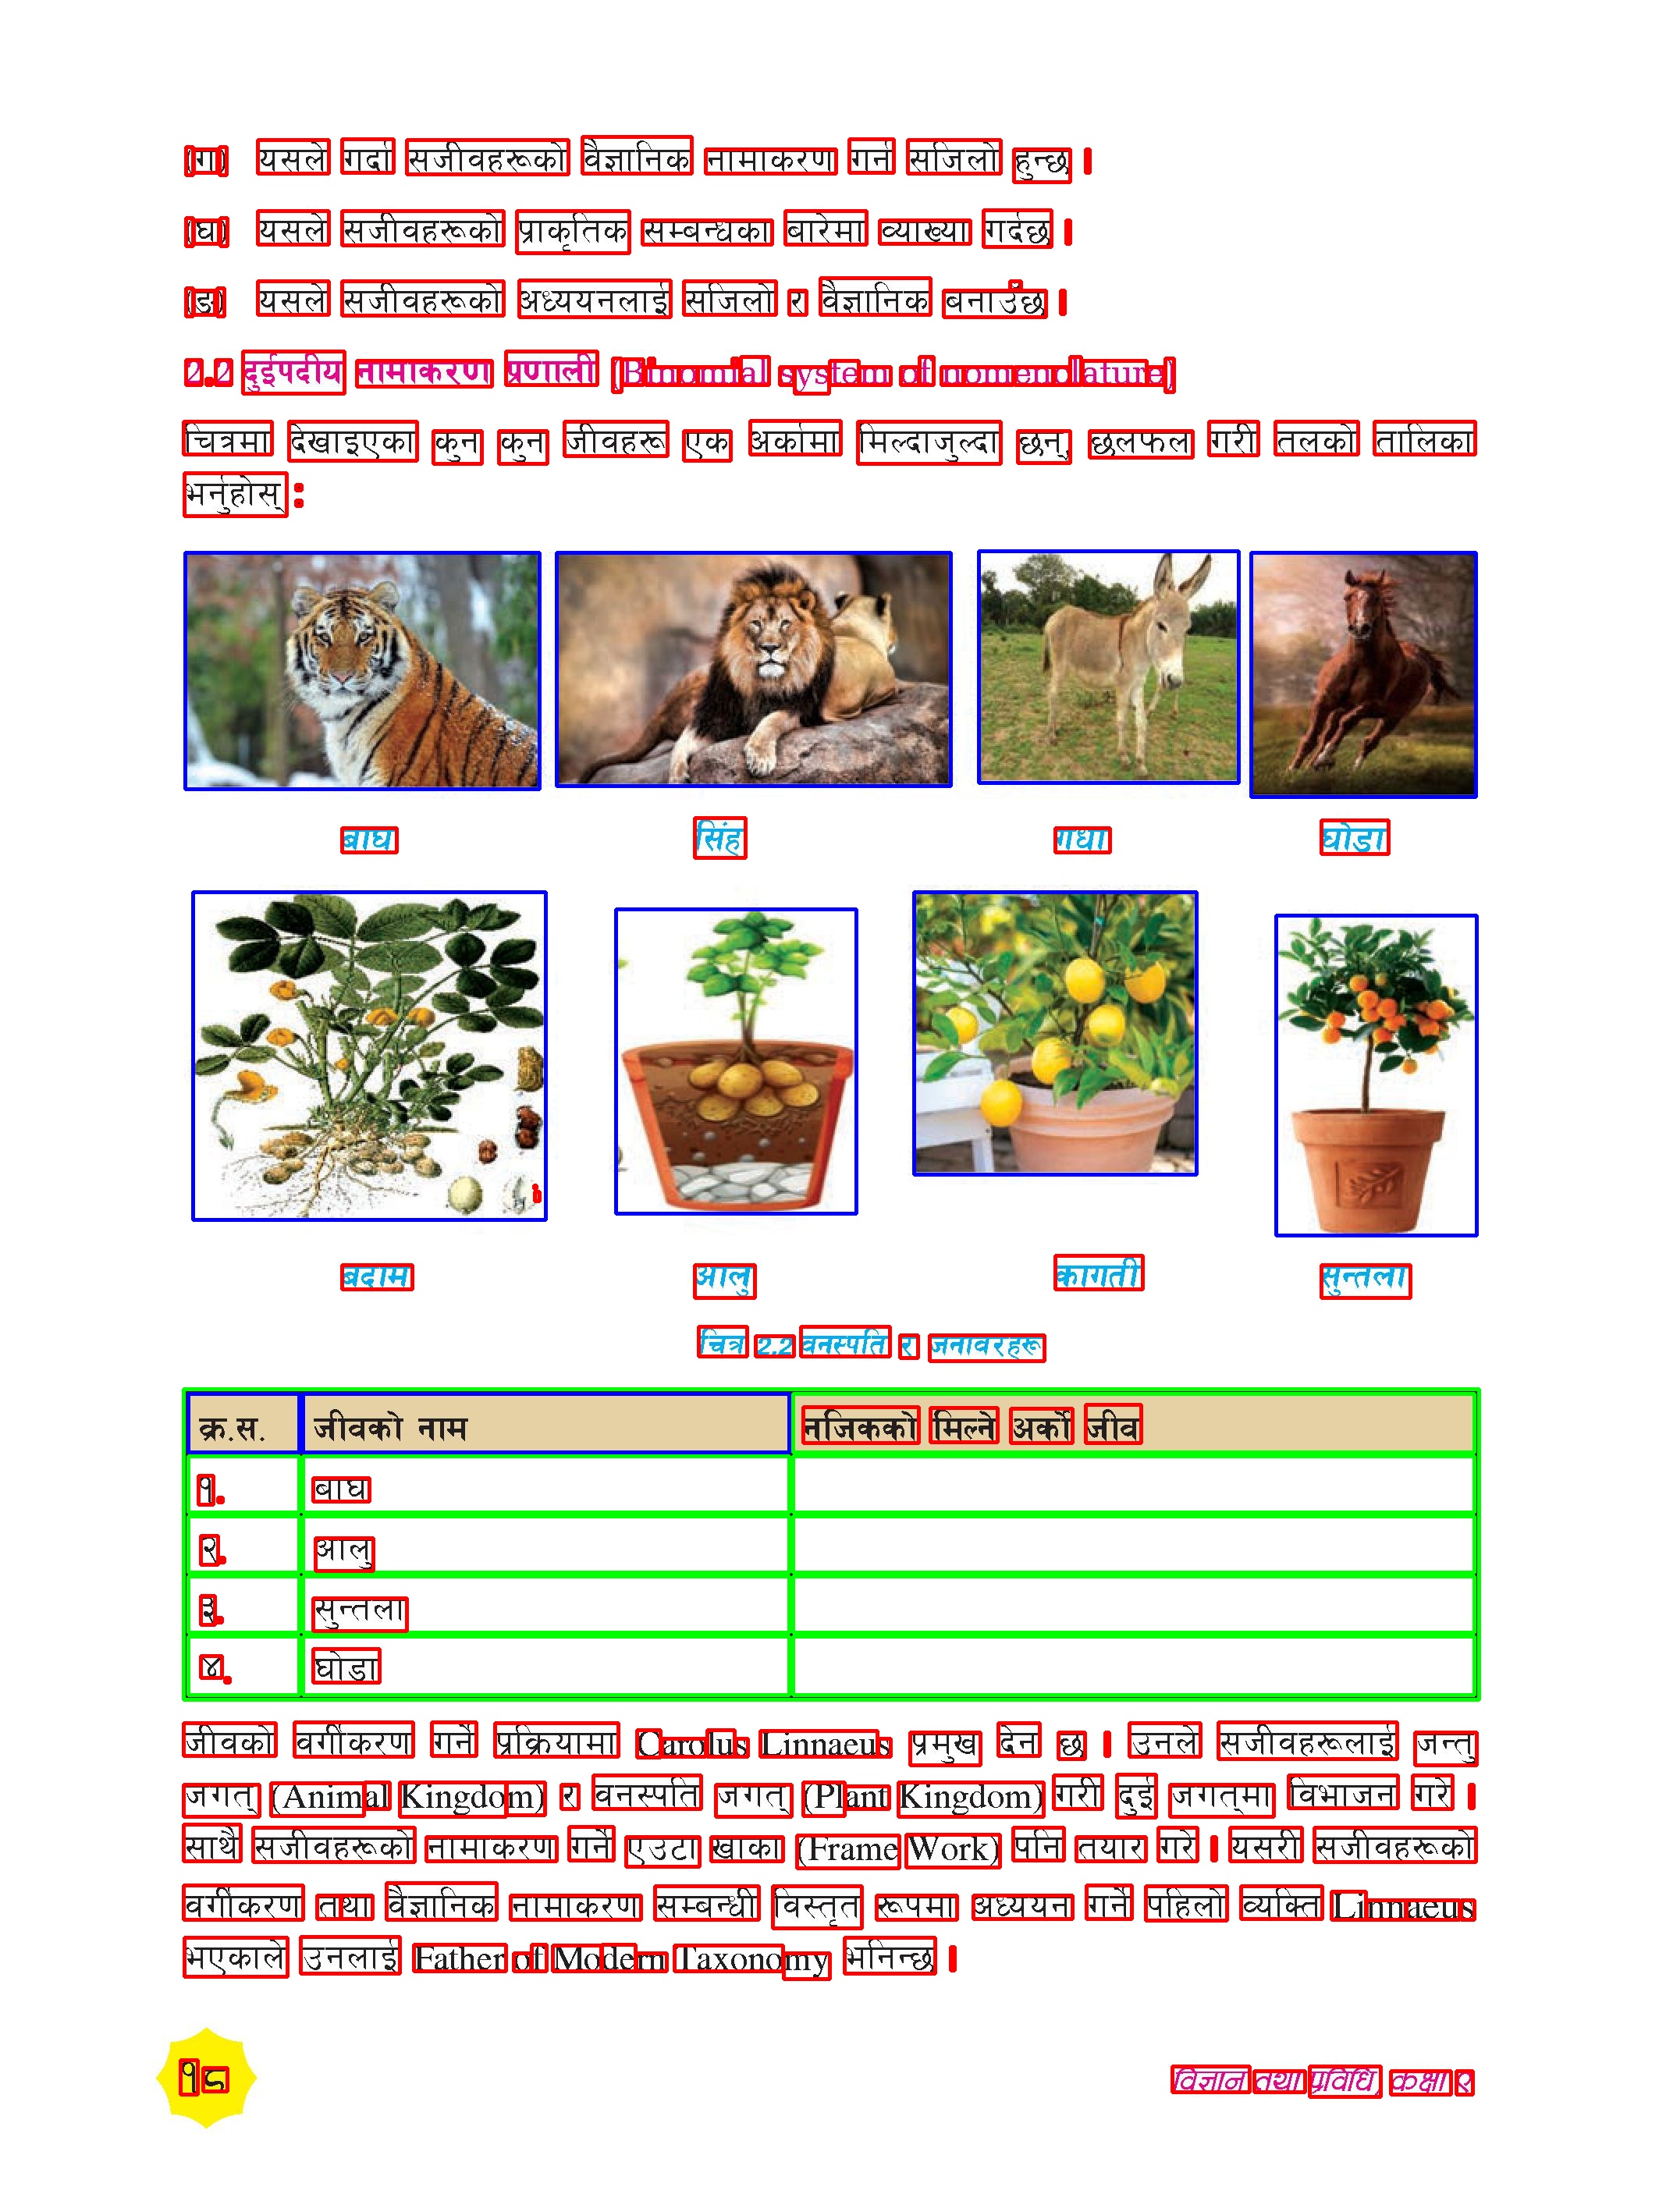 (ग) यसले गर्दा सजीवहरूको वैज्ञानिक नामाकरण गर्न सजिलो हुन्छ ।
(घ) यसले सजीवहरूको प्राकृतिक सम्बन्धका बारेमा व्याख्या गर्दछ ।
(ङ) यसले सजीवहरूको अध्ययनलाई सजिलो र वैज्ञानिक बनाउँछ ।
2.2 दुईपदीय नामाकरण प्रणाली (Binomial system of nomenclature)
चित्रमा देखाइएका कुन कुन जीवहरू एक अर्कामा मिल्दाजुल्दा छन्, छलफल गरी तलको तालिका
भर्नुहोस् :
बाघ सिंह गधा घोडा
बदाम आलु कागती सुन्तला
चित्र 2.2 वनस्पति र जनावरहरू
क्र.स. जीवको नाम नजिकको मिल्ने अर्को जीव
१. बाघ
२. आलु
३. सुन्तला
४. घोडा
जीवको वर्गीकरण गर्ने प्रक्रियामा Carolus Linnaeus प्रमुख देन छ । उनले सजीवहरूलाई जन्तु
जगत् (Animal Kingdom) र वनस्पति जगत् (Plant Kingdom) गरी दुई जगत्‌मा विभाजन गरे ।
साथै सजीवहरूको नामाकरण गर्ने एउटा खाका (Frame Work) पनि तयार गरे । यसरी सजीवहरूको
वर्गीकरण तथा वैज्ञानिक नामाकरण सम्बन्धी विस्तृत रूपमा अध्ययन गर्ने पहिलो व्यक्ति Linnaeus
भएकाले उनलाई Father of Modern Taxonomy भनिन्छ ।
१८ विज्ञान तथा प्रविधि, कक्षा ९